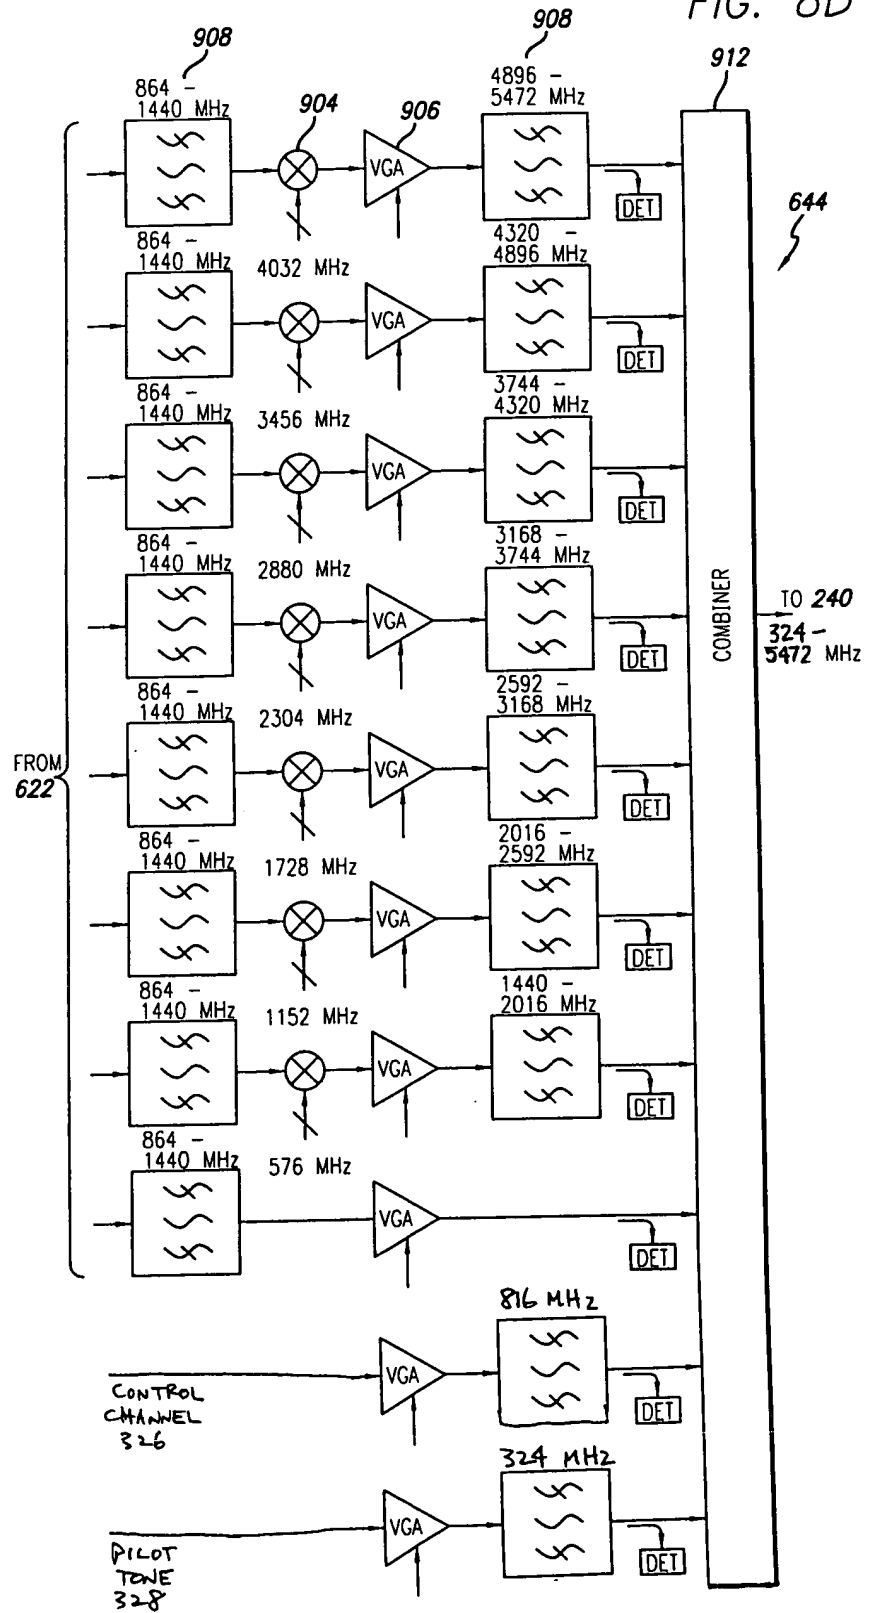 FIG. 8D
908
908
912
864 -
1440 MHz
904
906
4896 -
5472 MHz
VGA
DET
644
4032 MHz
864 -
1440 MHz
VGA
4320 -
4896 MHz
DET
3456 MHz
864 -
1440 MHz
VGA
3744 -
4320 MHz
DET
2880 MHz
864 -
1440 MHz
VGA
3168 -
3744 MHz
DET
COMBINER
TO 240
324 -
5472 MHz
2304 MHz
864 -
1440 MHz
VGA
2592 -
3168 MHz
DET
FROM
622
1728 MHz
864 -
1440 MHz
VGA
2016 -
2592 MHz
DET
1152 MHz
864 -
1440 MHz
VGA
1440 -
2016 MHz
DET
576 MHz
864 -
1440 MHz
VGA
DET
816 MHz
VGA
DET
CONTROL
CHANNEL
326
324 MHz
VGA
DET
PILOT
TONE
328